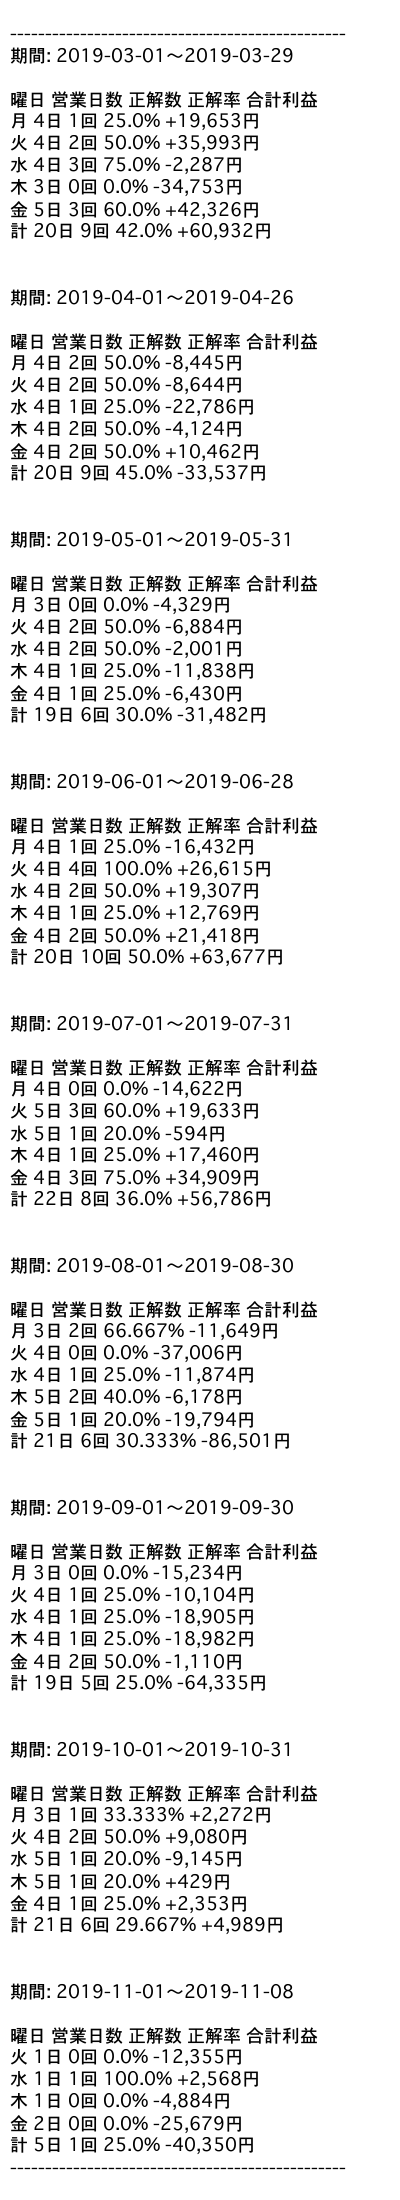 ------------------------------------------------
期間: 2019-03-01〜2019-03-29
曜日 営業日数 正解数 正解率 合計利益
月 4日 1回 25.0% +19,653円
火 4日 2回 50.0% +35,993円
水 4日 3回 75.0% -2,287円
木 3日 0回 0.0% -34,753円
金 5日 3回 60.0% +42,326円
計 20日 9回 42.0% +60,932円
期間: 2019-04-01〜2019-04-26
曜日 営業日数 正解数 正解率 合計利益
月 4日 2回 50.0% -8,445円
火 4日 2回 50.0% -8,644円
水 4日 1回 25.0% -22,786円
木 4日 2回 50.0% -4,124円
金 4日 2回 50.0% +10,462円
計 20日 9回 45.0% -33,537円
期間: 2019-05-01〜2019-05-31
曜日 営業日数 正解数 正解率 合計利益
月 3日 0回 0.0% -4,329円
火 4日 2回 50.0% -6,884円
水 4日 2回 50.0% -2,001円
木 4日 1回 25.0% -11,838円
金 4日 1回 25.0% -6,430円
計 19日 6回 30.0% -31,482円
期間: 2019-06-01〜2019-06-28
曜日 営業日数 正解数 正解率 合計利益
月 4日 1回 25.0% -16,432円
火 4日 4回 100.0% +26,615円
水 4日 2回 50.0% +19,307円
木 4日 1回 25.0% +12,769円
金 4日 2回 50.0% +21,418円
計 20日 10回 50.0% +63,677円
期間: 2019-07-01〜2019-07-31
曜日 営業日数 正解数 正解率 合計利益
月 4日 0回 0.0% -14,622円
火 5日 3回 60.0% +19,633円
水 5日 1回 20.0% -594円
木 4日 1回 25.0% +17,460円
金 4日 3回 75.0% +34,909円
計 22日 8回 36.0% +56,786円
期間: 2019-08-01〜2019-08-30
曜日 営業日数 正解数 正解率 合計利益
月 3日 2回 66.667% -11,649円
火 4日 0回 0.0% -37,006円
水 4日 1回 25.0% -11,874円
木 5日 2回 40.0% -6,178円
金 5日 1回 20.0% -19,794円
計 21日 6回 30.333% -86,501円
期間: 2019-09-01〜2019-09-30
曜日 営業日数 正解数 正解率 合計利益
月 3日 0回 0.0% -15,234円
火 4日 1回 25.0% -10,104円
水 4日 1回 25.0% -18,905円
木 4日 1回 25.0% -18,982円
金 4日 2回 50.0% -1,110円
計 19日 5回 25.0% -64,335円
期間: 2019-10-01〜2019-10-31
曜日 営業日数 正解数 正解率 合計利益
月 3日 1回 33.333% +2,272円
火 4日 2回 50.0% +9,080円
水 5日 1回 20.0% -9,145円
木 5日 1回 20.0% +429円
金 4日 1回 25.0% +2,353円
計 21日 6回 29.667% +4,989円
期間: 2019-11-01〜2019-11-08
曜日 営業日数 正解数 正解率 合計利益
火 1日 0回 0.0% -12,355円
水 1日 1回 100.0% +2,568円
木 1日 0回 0.0% -4,884円
金 2日 0回 0.0% -25,679円
計 5日 1回 25.0% -40,350円
------------------------------------------------